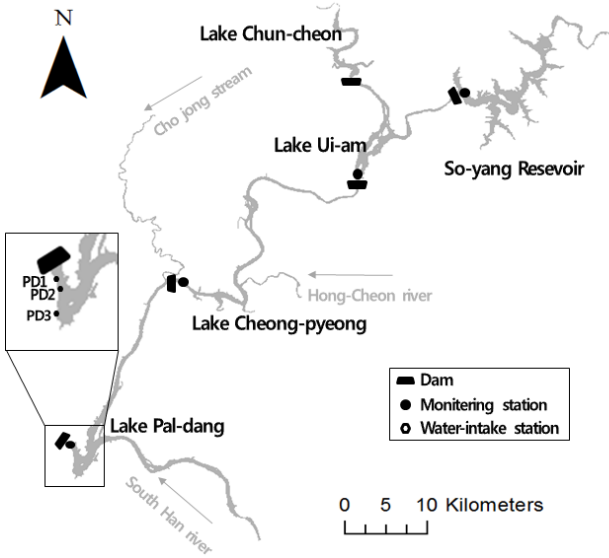 N
Lake Chun-cheon
Cho jong stream
Lake Ui-am
So-yang Resevoir
PD1
PD2
PD3
Hong-Cheon river
Lake Cheong-pyeong
Dam
Monitering station
Water-intake station
Lake Pal-dang
South Han river
0 5 10 Kilometers